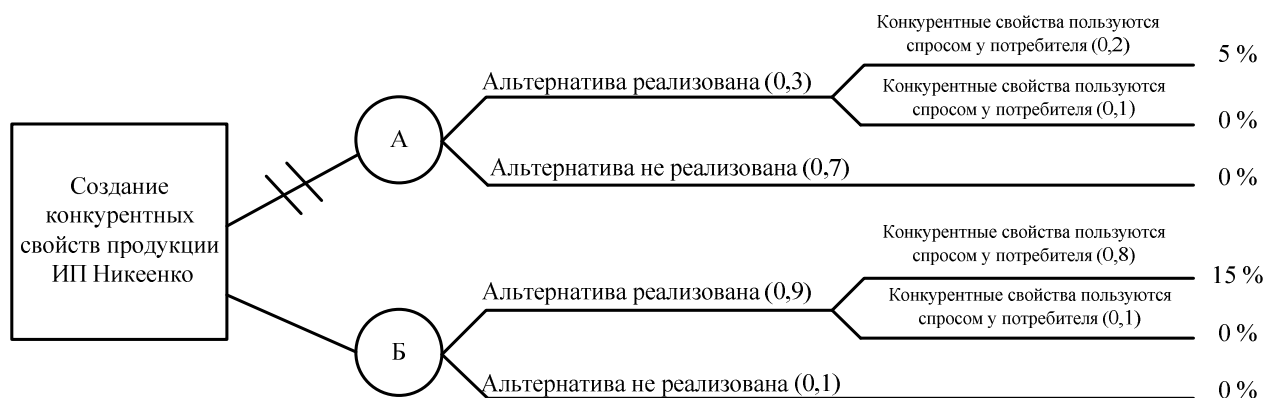 Конкурентные свойства пользуются
спросом у потребителя (0,2)
5 %
Альтернатива реализована (0,3)
Конкурентные свойства пользуются
спросом у потребителя (0,1)
0 %
А
Альтернатива не реализована (0,7)
0 %
Создание
конкурентных
свойств продукции
ИП Никеенко
Конкурентные свойства пользуются
спросом у потребителя (0,8)
15 %
Альтернатива реализована (0,9)
Конкурентные свойства пользуются
спросом у потребителя (0,1)
0 %
Б
Альтернатива не реализована (0,1)
0 %